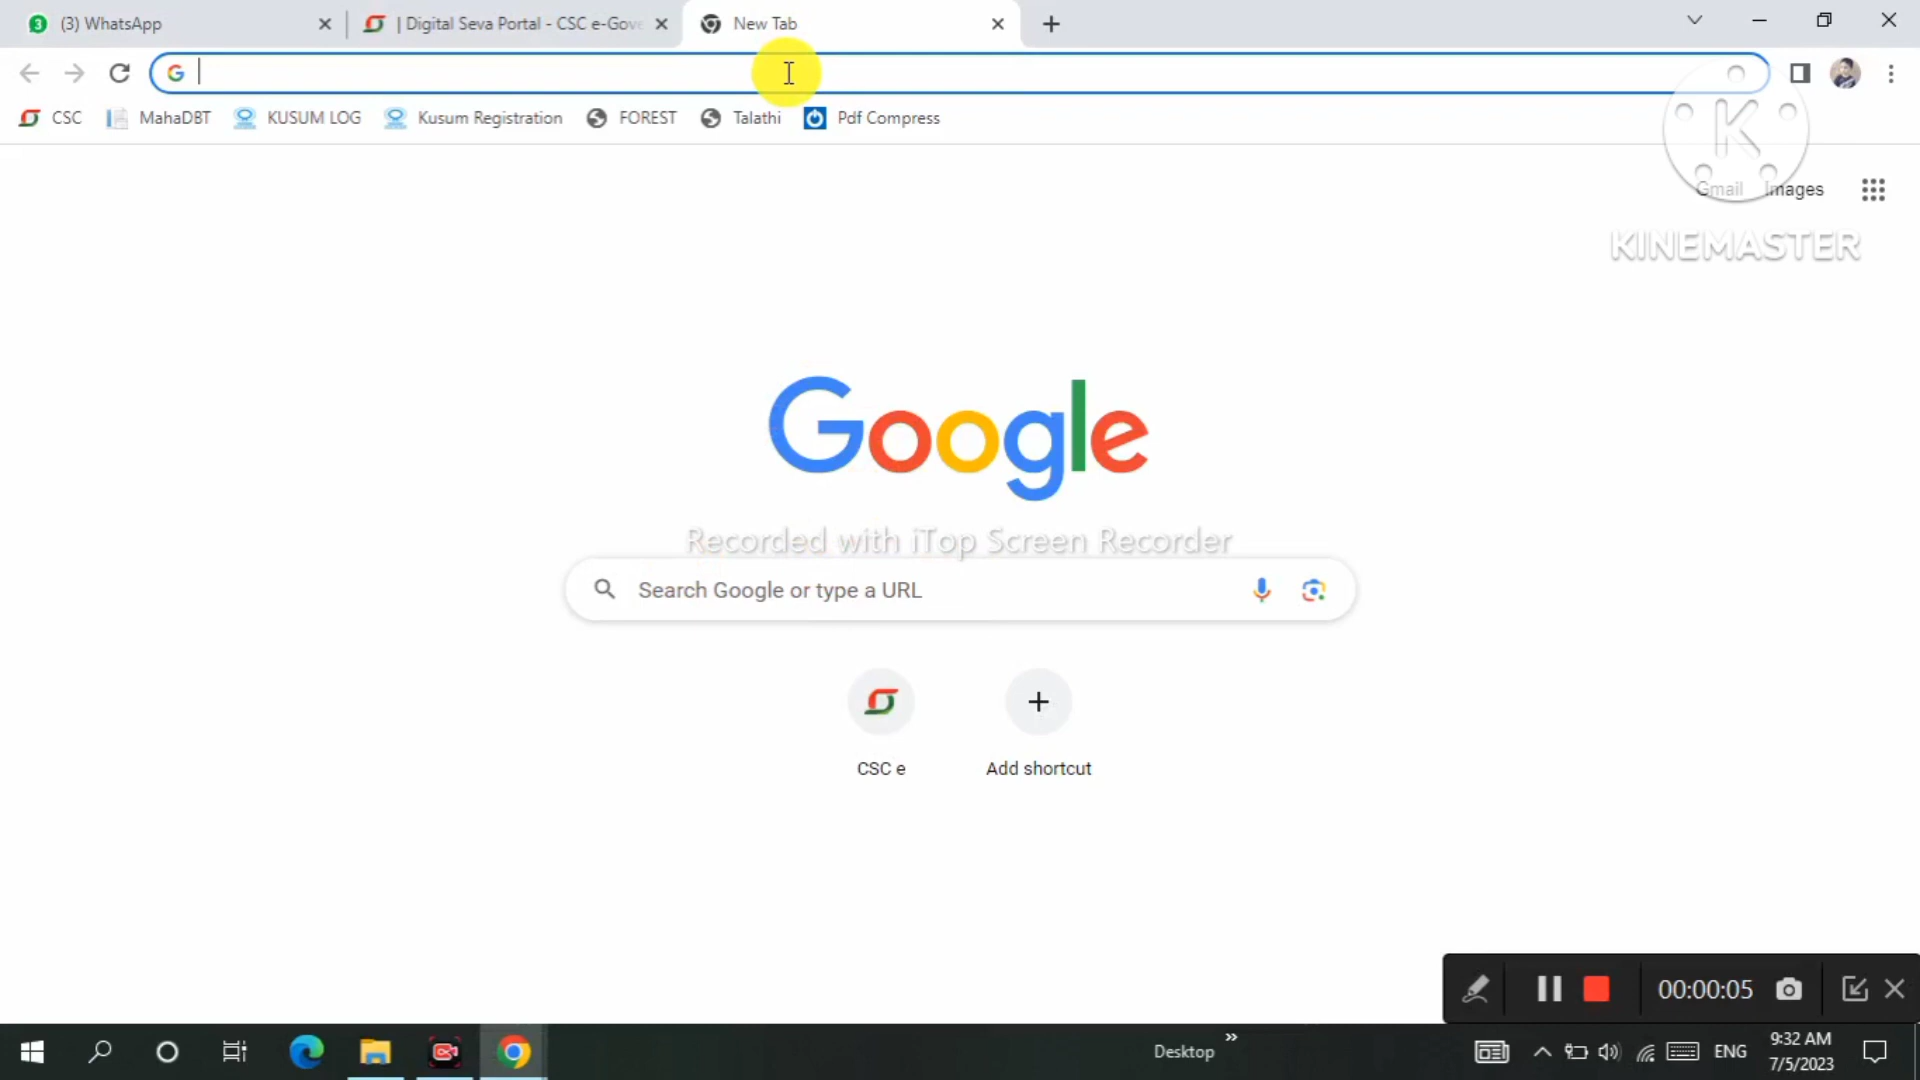 (3) WhatsApp
| Digital Seva Portal - CSC e-Gove
New Tab
CSC
MahaDBT
KUSUM LOG
Kusum Registration
FOREST
Talathi
Pdf Compress
Gmail
Images
K
KINEMASTER
Google
Recorded with iTop Screen Recorder
Search Google or type a URL
CSC e
Add shortcut
00:00:05
Desktop
ENG
9:32 AM
7/5/2023